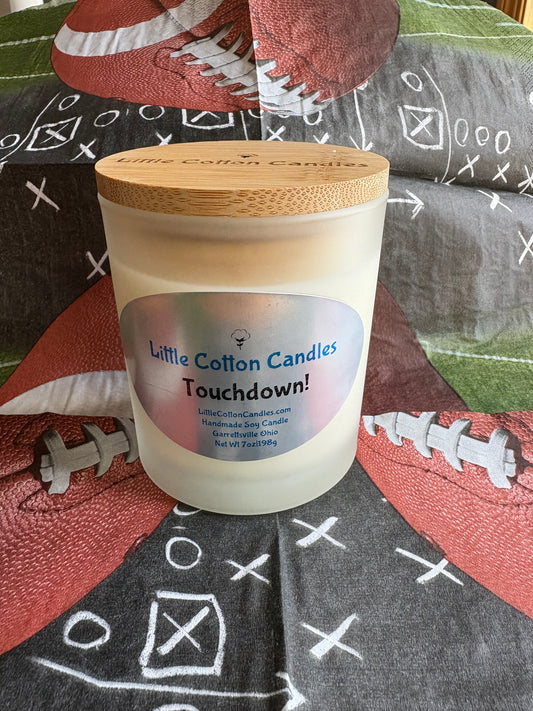 Little Cotton Candles
Little Cotton Candles
Touchdown!
LittleCottonCandles.com
Handmade Soy Candle
Garrettsville Ohio
Net Wt 7oz|198g